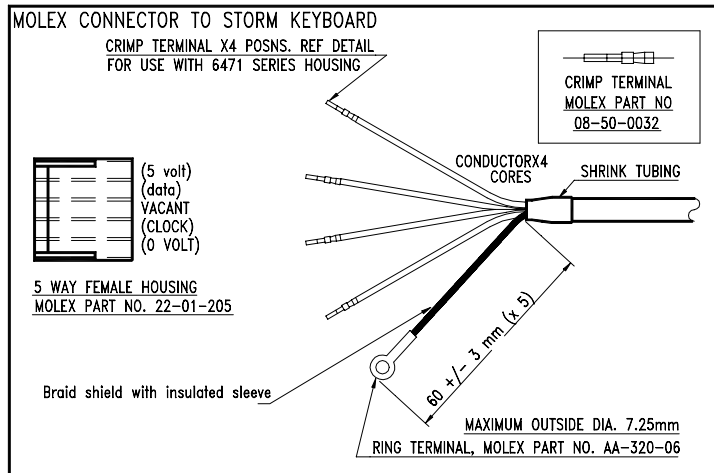 MOLEX CONNECTOR TO STORM KEYBOARD
CRIMP TERMINAL X4 POSNS. REF DETAIL
FOR USE WITH 6471 SERIES HOUSING
CRIMP TERMINAL
MOLEX PART NO
08-50-0032
(5 volt)
(data)
VACANT
(CLOCK)
(0 VOLT)
CONDUCTORX4
CORES
SHRINK TUBING
5 WAY FEMALE HOUSING
MOLEX PART NO. 22-01-205
60 +/- 3 mm (x 5)
Braid shield with insulated sleeve
MAXIMUM OUTSIDE DIA. 7.25mm
RING TERMINAL, MOLEX PART NO. AA-320-06